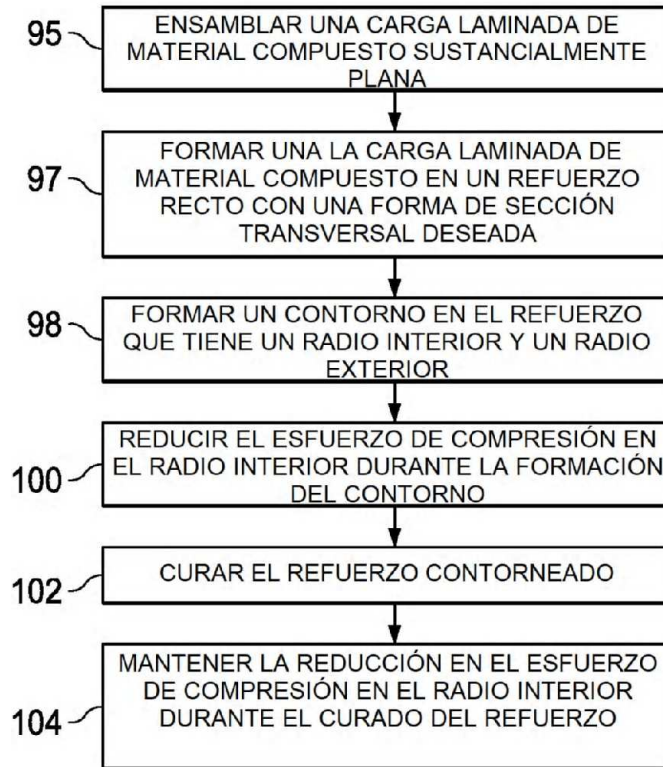 95
ENSAMBLAR UNA CARGA LAMINADA DE
MATERIAL COMPUESTO SUSTANCIALMENTE
PLANA
97
FORMAR UNA LA CARGA LAMINADA DE
MATERIAL COMPUESTO EN UN REFUERZO
RECTO CON UNA FORMA DE SECCIÓN
TRANSVERSAL DESEADA
98
FORMAR UN CONTORNO EN EL REFUERZO
QUE TIENE UN RADIO INTERIOR Y UN RADIO
EXTERIOR
100
REDUCIR EL ESFUERZO DE COMPRESIÓN EN
EL RADIO INTERIOR DURANTE LA FORMACIÓN
DEL CONTORNO
102
CURAR EL REFUERZO CONTORNEADO
104
MANTENER LA REDUCCIÓN EN EL ESFUERZO
DE COMPRESIÓN EN EL RADIO INTERIOR
DURANTE EL CURADO DEL REFUERZO